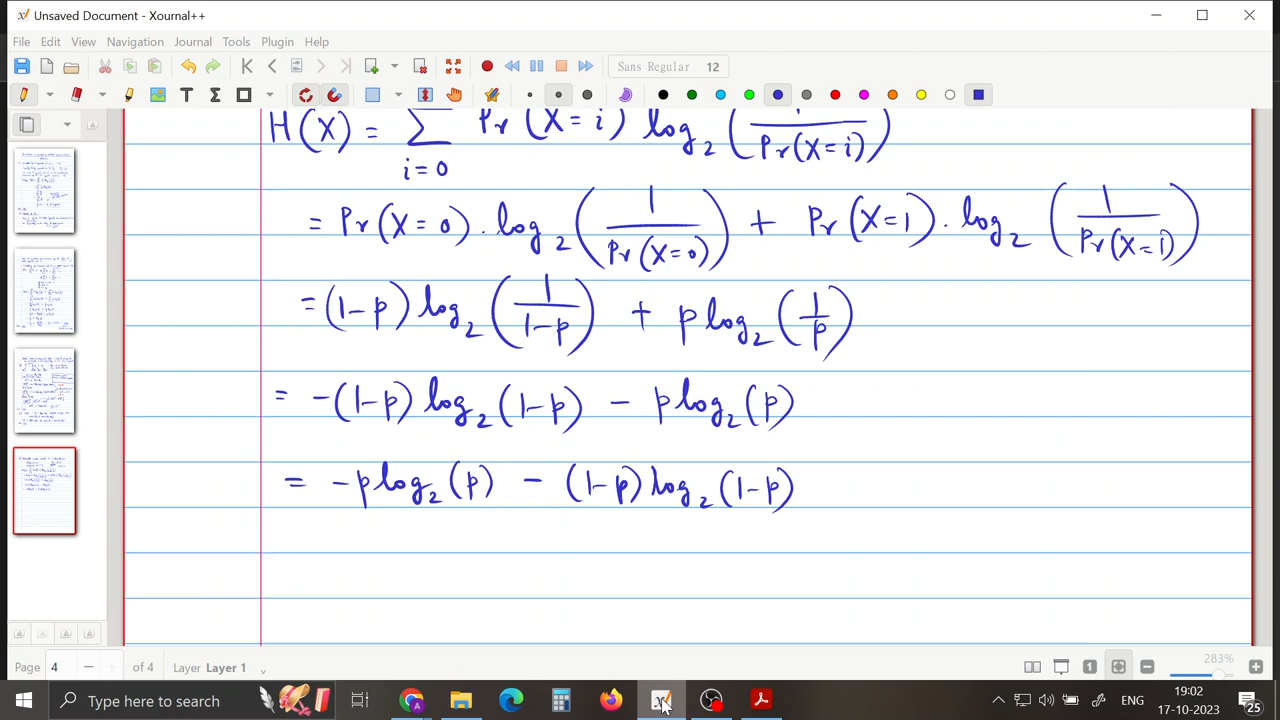 Unsaved Document - Xournal++
File Edit View Navigation Journal Tools Plugin Help
Sans Regular 12
H(X) = Σ Pr(X=i) log₂(1/Pr(X=i))
i=0
= Pr(X=0) . log₂(1/Pr(X=0)) + Pr(X=1) . log₂(1/Pr(X=1))
= (1-p) log₂(1/1-p) + p log₂(1/p)
= -(1-p) log₂(1-p) - p log₂(p)
= -p log₂(p) - (1-p) log₂(1-p)
Page 4 of 4 Layer Layer 1 283%
Type here to search
ENG 19:02
17-10-2023 25